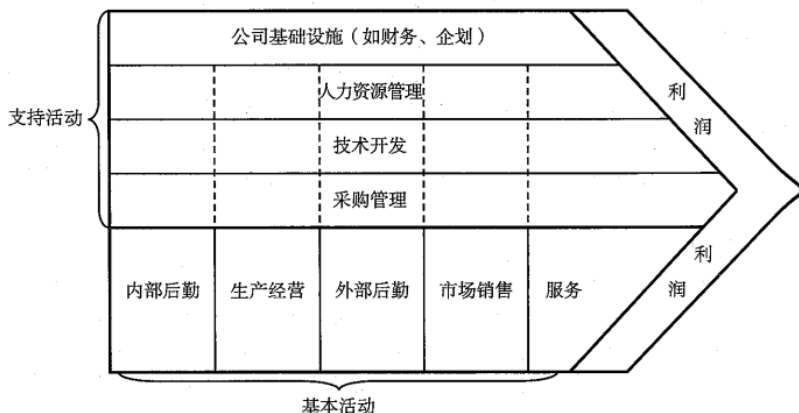 公司基础设施（如财务、企划）
人力资源管理
支持活动
技术开发
采购管理
利润
内部后勤
生产经营
外部后勤
市场销售
服务
利润
基本活动